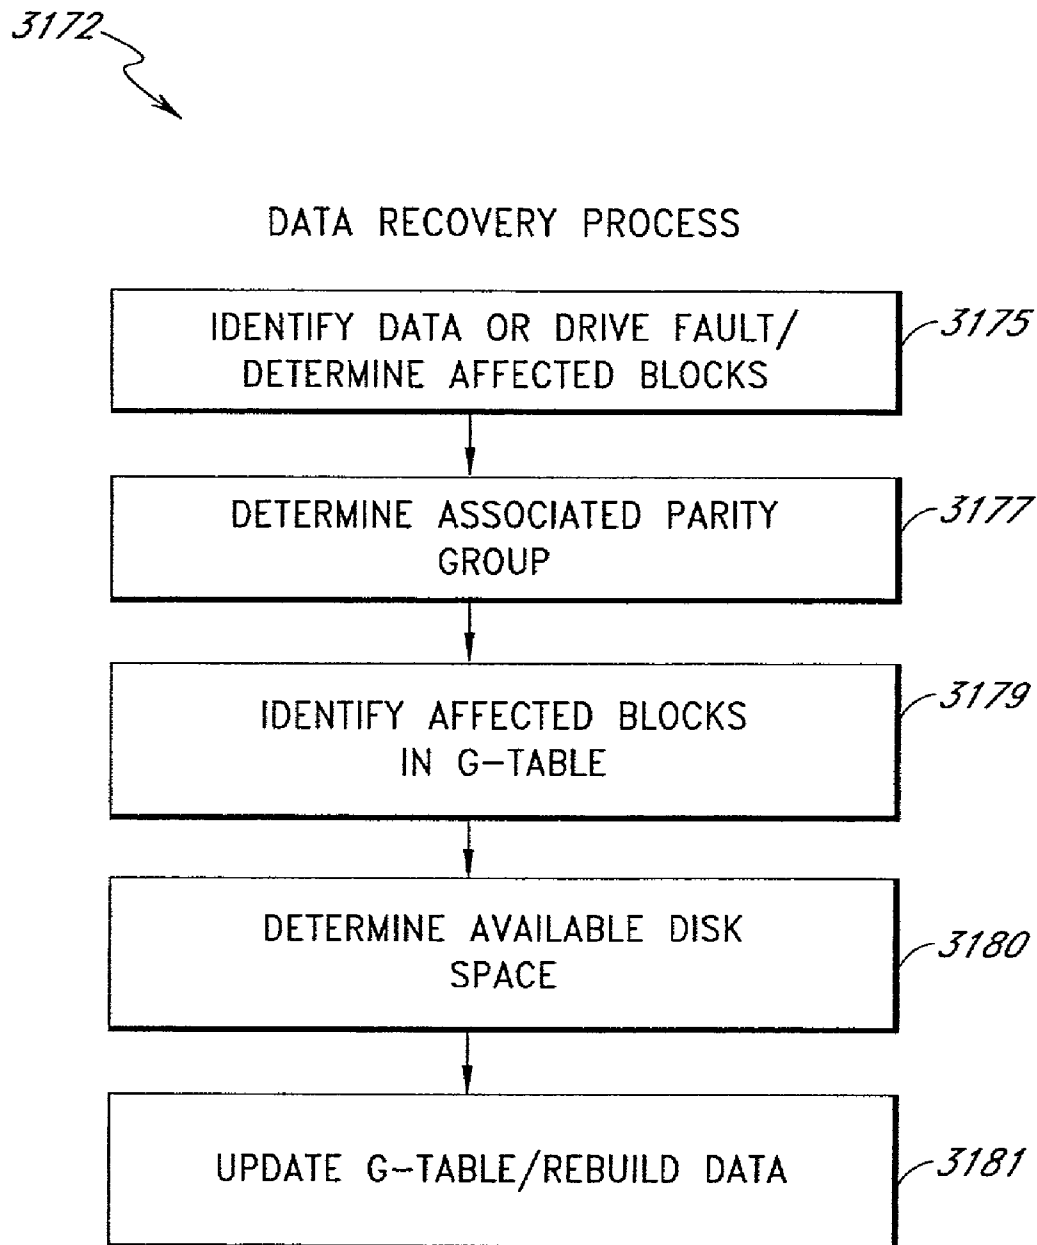 3172
DATA RECOVERY PROCESS
IDENTIFY DATA OR DRIVE FAULT/
DETERMINE AFFECTED BLOCKS
3175
DETERMINE ASSOCIATED PARITY
GROUP
3177
IDENTIFY AFFECTED BLOCKS
IN G-TABLE
3179
DETERMINE AVAILABLE DISK
SPACE
3180
UPDATE G-TABLE/REBUILD DATA
3181